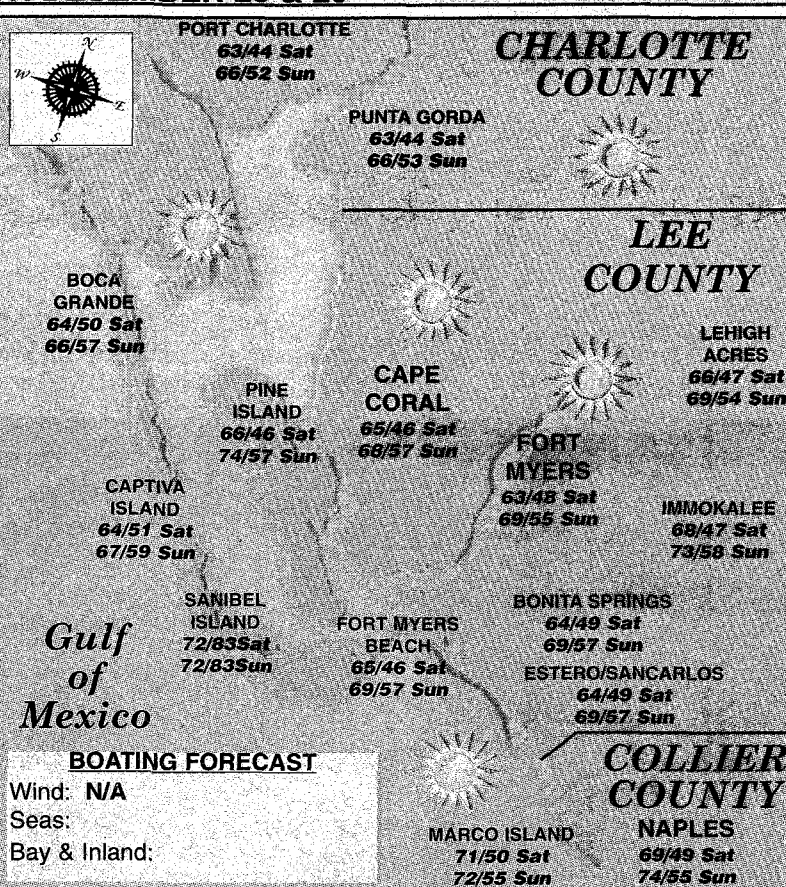 N
W
E
S
PORT CHARLOTTE
63/44 Sat
66/52 Sun
CHARLOTTE
COUNTY
PUNTA GORDA
63/44 Sat
66/53 Sun
LEE
COUNTY
BOCA
GRANDE
64/50 Sat
66/57 Sun
LEHIGH
ACRES
66/47 Sat
69/54 Sun
CAPE
CORAL
65/46 Sat
68/57 Sun
PINE
ISLAND
66/46 Sat
74/57 Sun
FORT
MYERS
63/48 Sat
69/55 Sun
CAPTIVA
ISLAND
64/51 Sat
67/59 Sun
IMMOKALEE
68/47 Sat
73/58 Sun
SANIBEL
ISLAND
72/83Sat
72/83Sun
FORT MYERS
BEACH
65/46 Sat
69/57 Sun
BONITA SPRINGS
64/49 Sat
69/57 Sun
ESTERO/SANCARLOS
64/49 Sat
69/57 Sun
Gulf
of
Mexico
BOATING FORECAST
Wind: N/A
Seas:
Bay & Inland:
COLLIER
COUNTY
MARCO ISLAND
71/50 Sat
72/55 Sun
NAPLES
69/49 Sat
74/55 Sun